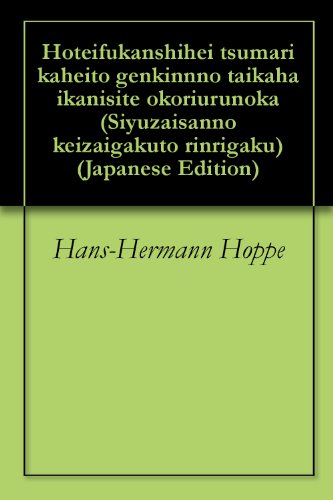 Hoteifukanshihei tsumari
kaheito genkinnno taikaha
ikanisite okoriurunoka
(Siyuzaisanno
keizaigakuto rinrigaku)
(Japanese Edition)
Hans-Hermann Hoppe